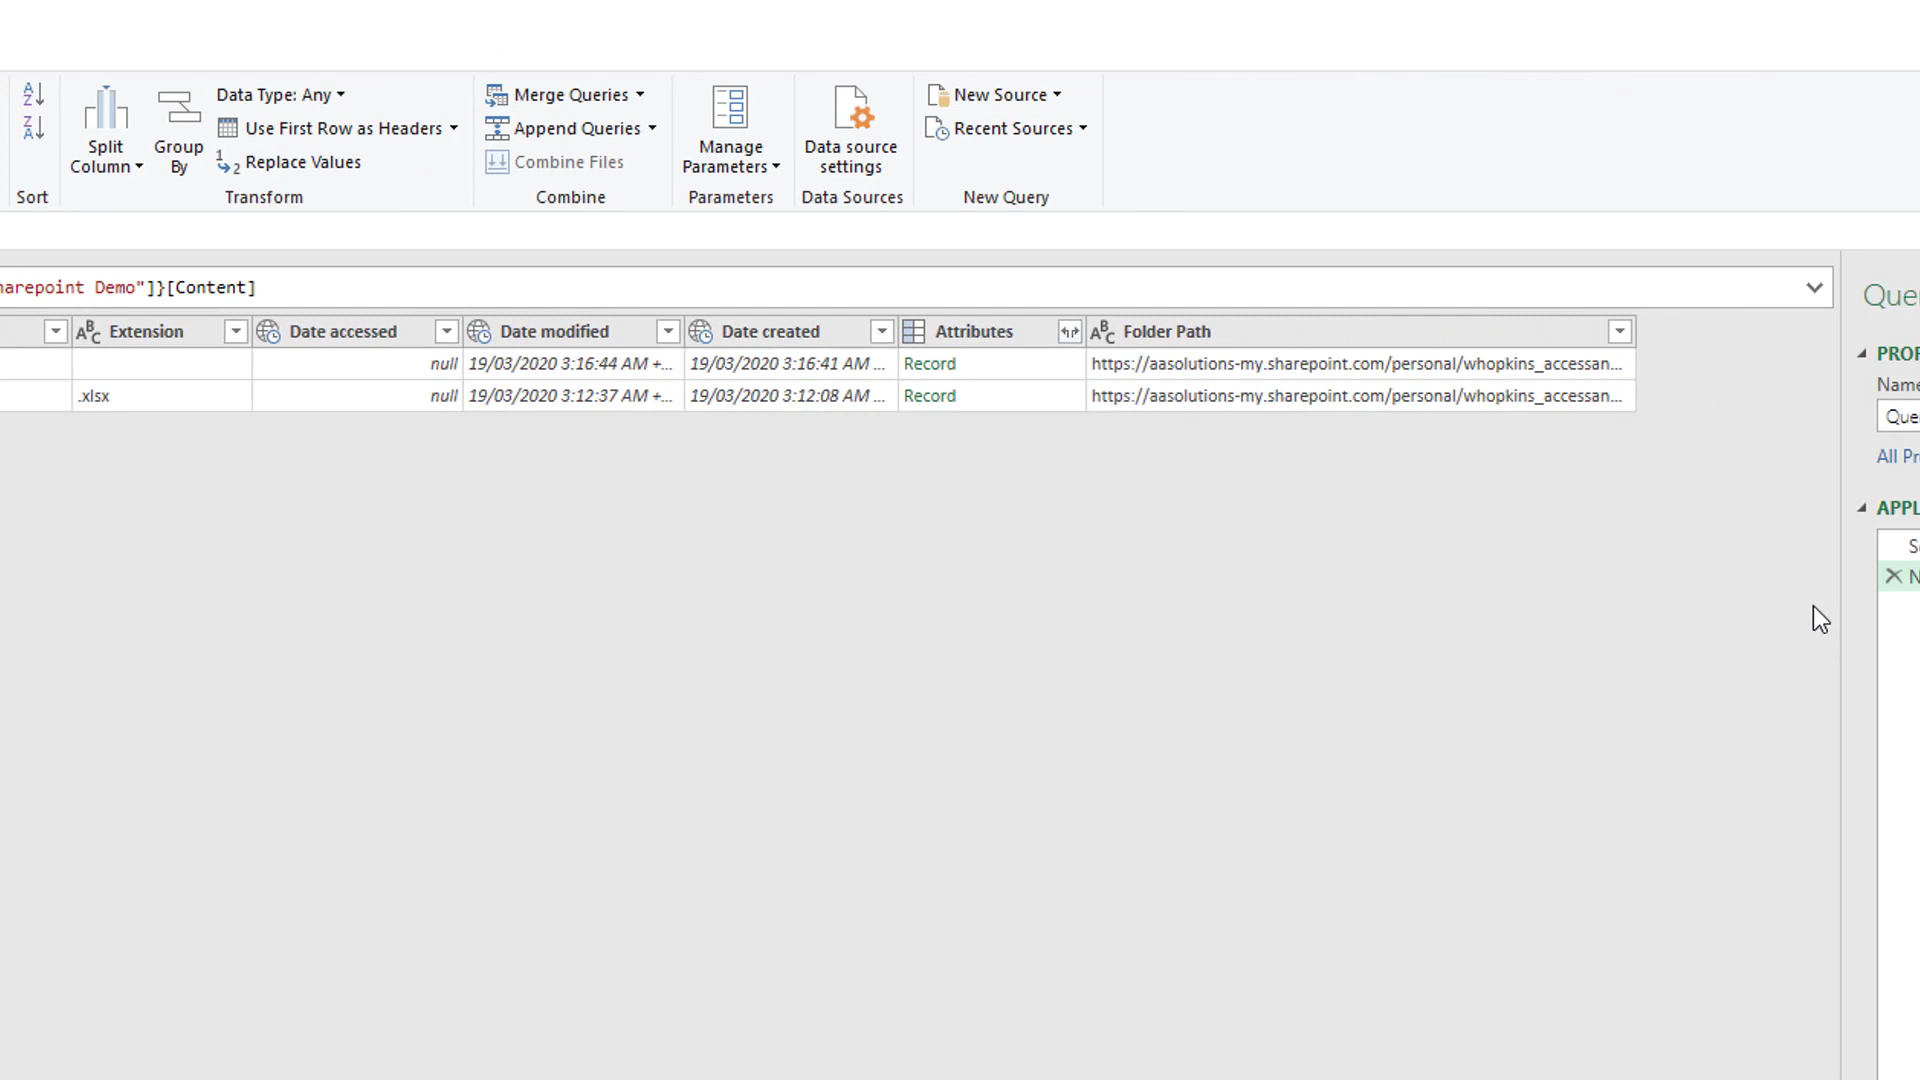 Data Type: Any
Merge Queries
New Source
Use First Row as Headers
Append Queries
Recent Sources
Split Column
Group By
Replace Values
Combine Files
Manage Parameters
Data source settings
Sort
Transform
Combine
Parameters
Data Sources
New Query
harepoint Demo"]}[Content]
Extension Date accessed Date modified Date created Attributes Folder Path
null 19/03/2020 3:16:44 AM +... 19/03/2020 3:16:41 AM ... Record https://aasolutions-my.sharepoint.com/personal/whopkins_accessan...
.xlsx null 19/03/2020 3:12:37 AM +... 19/03/2020 3:12:08 AM ... Record https://aasolutions-my.sharepoint.com/personal/whopkins_accessan...
Quer
PROP
Name
Quer
All Pr
APPL